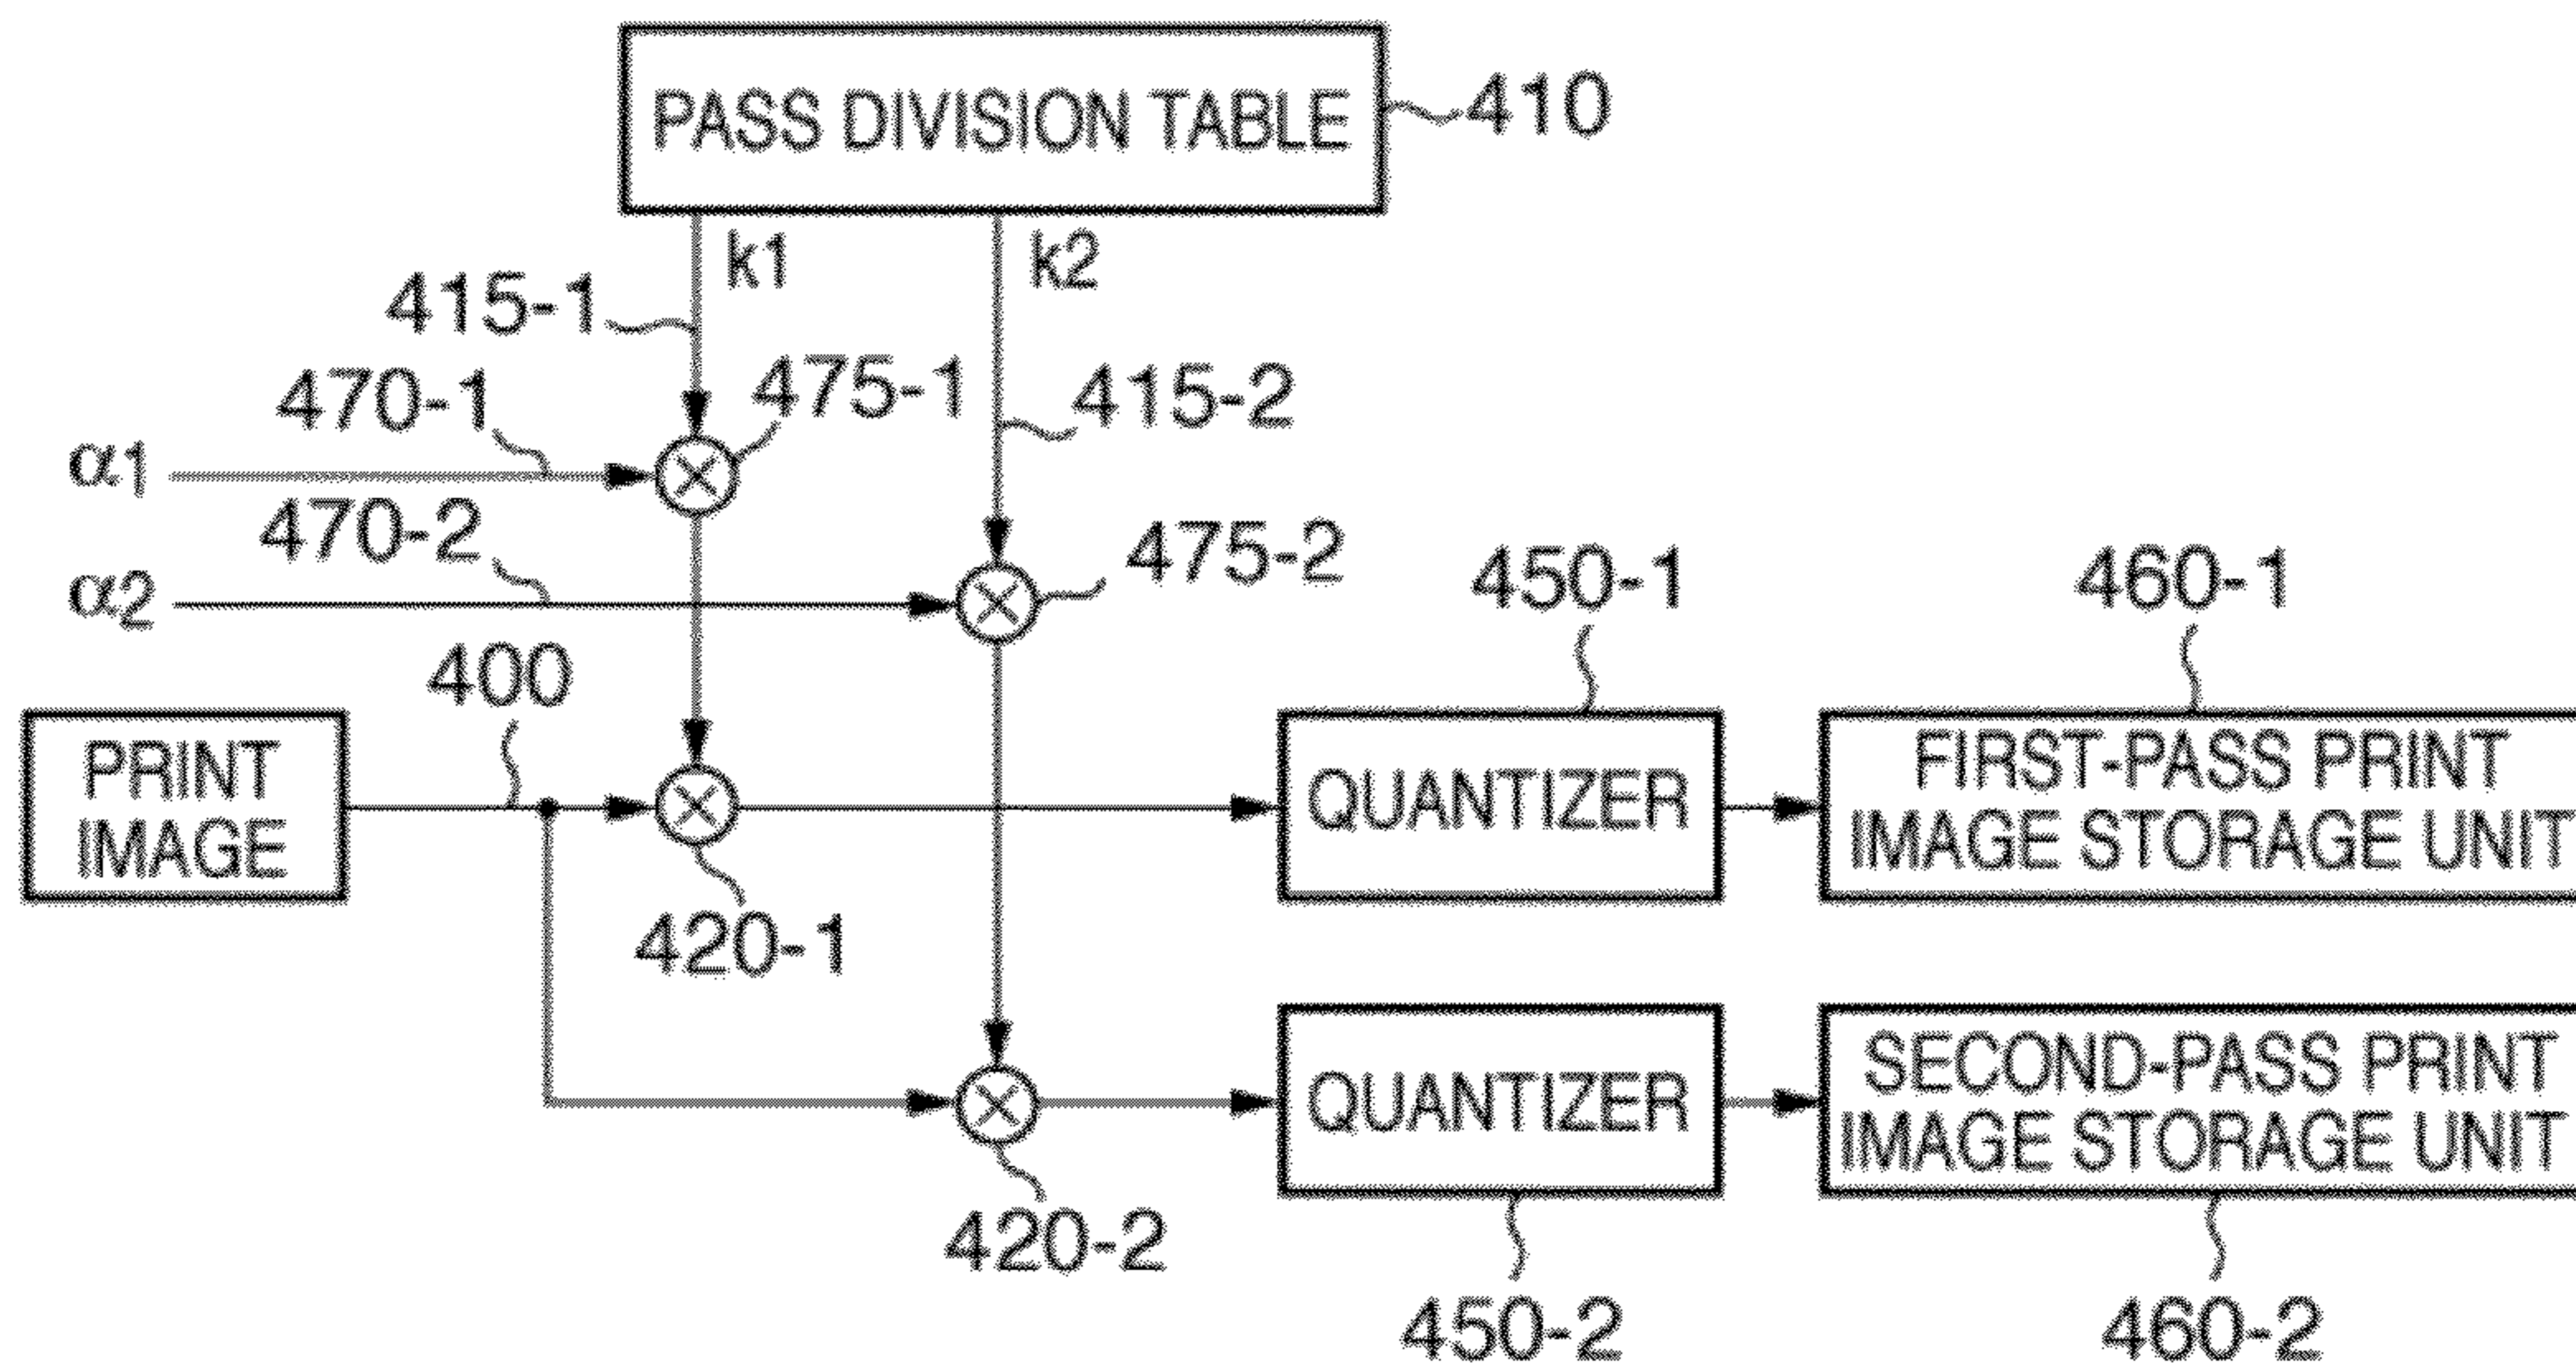 PASS DIVISION TABLE
410
k1
k2
415-1
475-1
470-1
415-2
α1
470-2
475-2
α2
450-1
460-1
400
PRINT
IMAGE
QUANTIZER
FIRST-PASS PRINT
IMAGE STORAGE UNIT
420-1
QUANTIZER
SECOND-PASS PRINT
IMAGE STORAGE UNIT
420-2
450-2
460-2